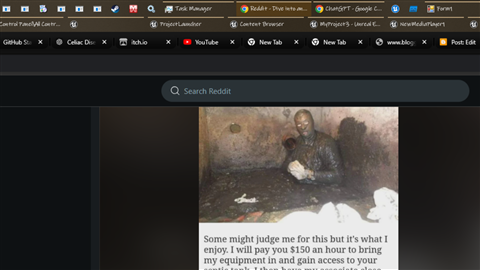 Task Manager
Reddit - Dive into an...
ChatGPT - Google C...
Form1
Control Panel\All Contr...
ProjectLauncher
Content Browser
MyProject3 - Unreal E...
NewMediaPlayer1
GitHub St
Celiac Dise
itch.io
YouTube
New Tab
New Tab
www.blog
Post: Edit
Search Reddit
Some might judge me for this but it's what I
enjoy. I will pay you $150 an hour to bring
my equipment in and gain access to your
septic tank. I then have my associate close